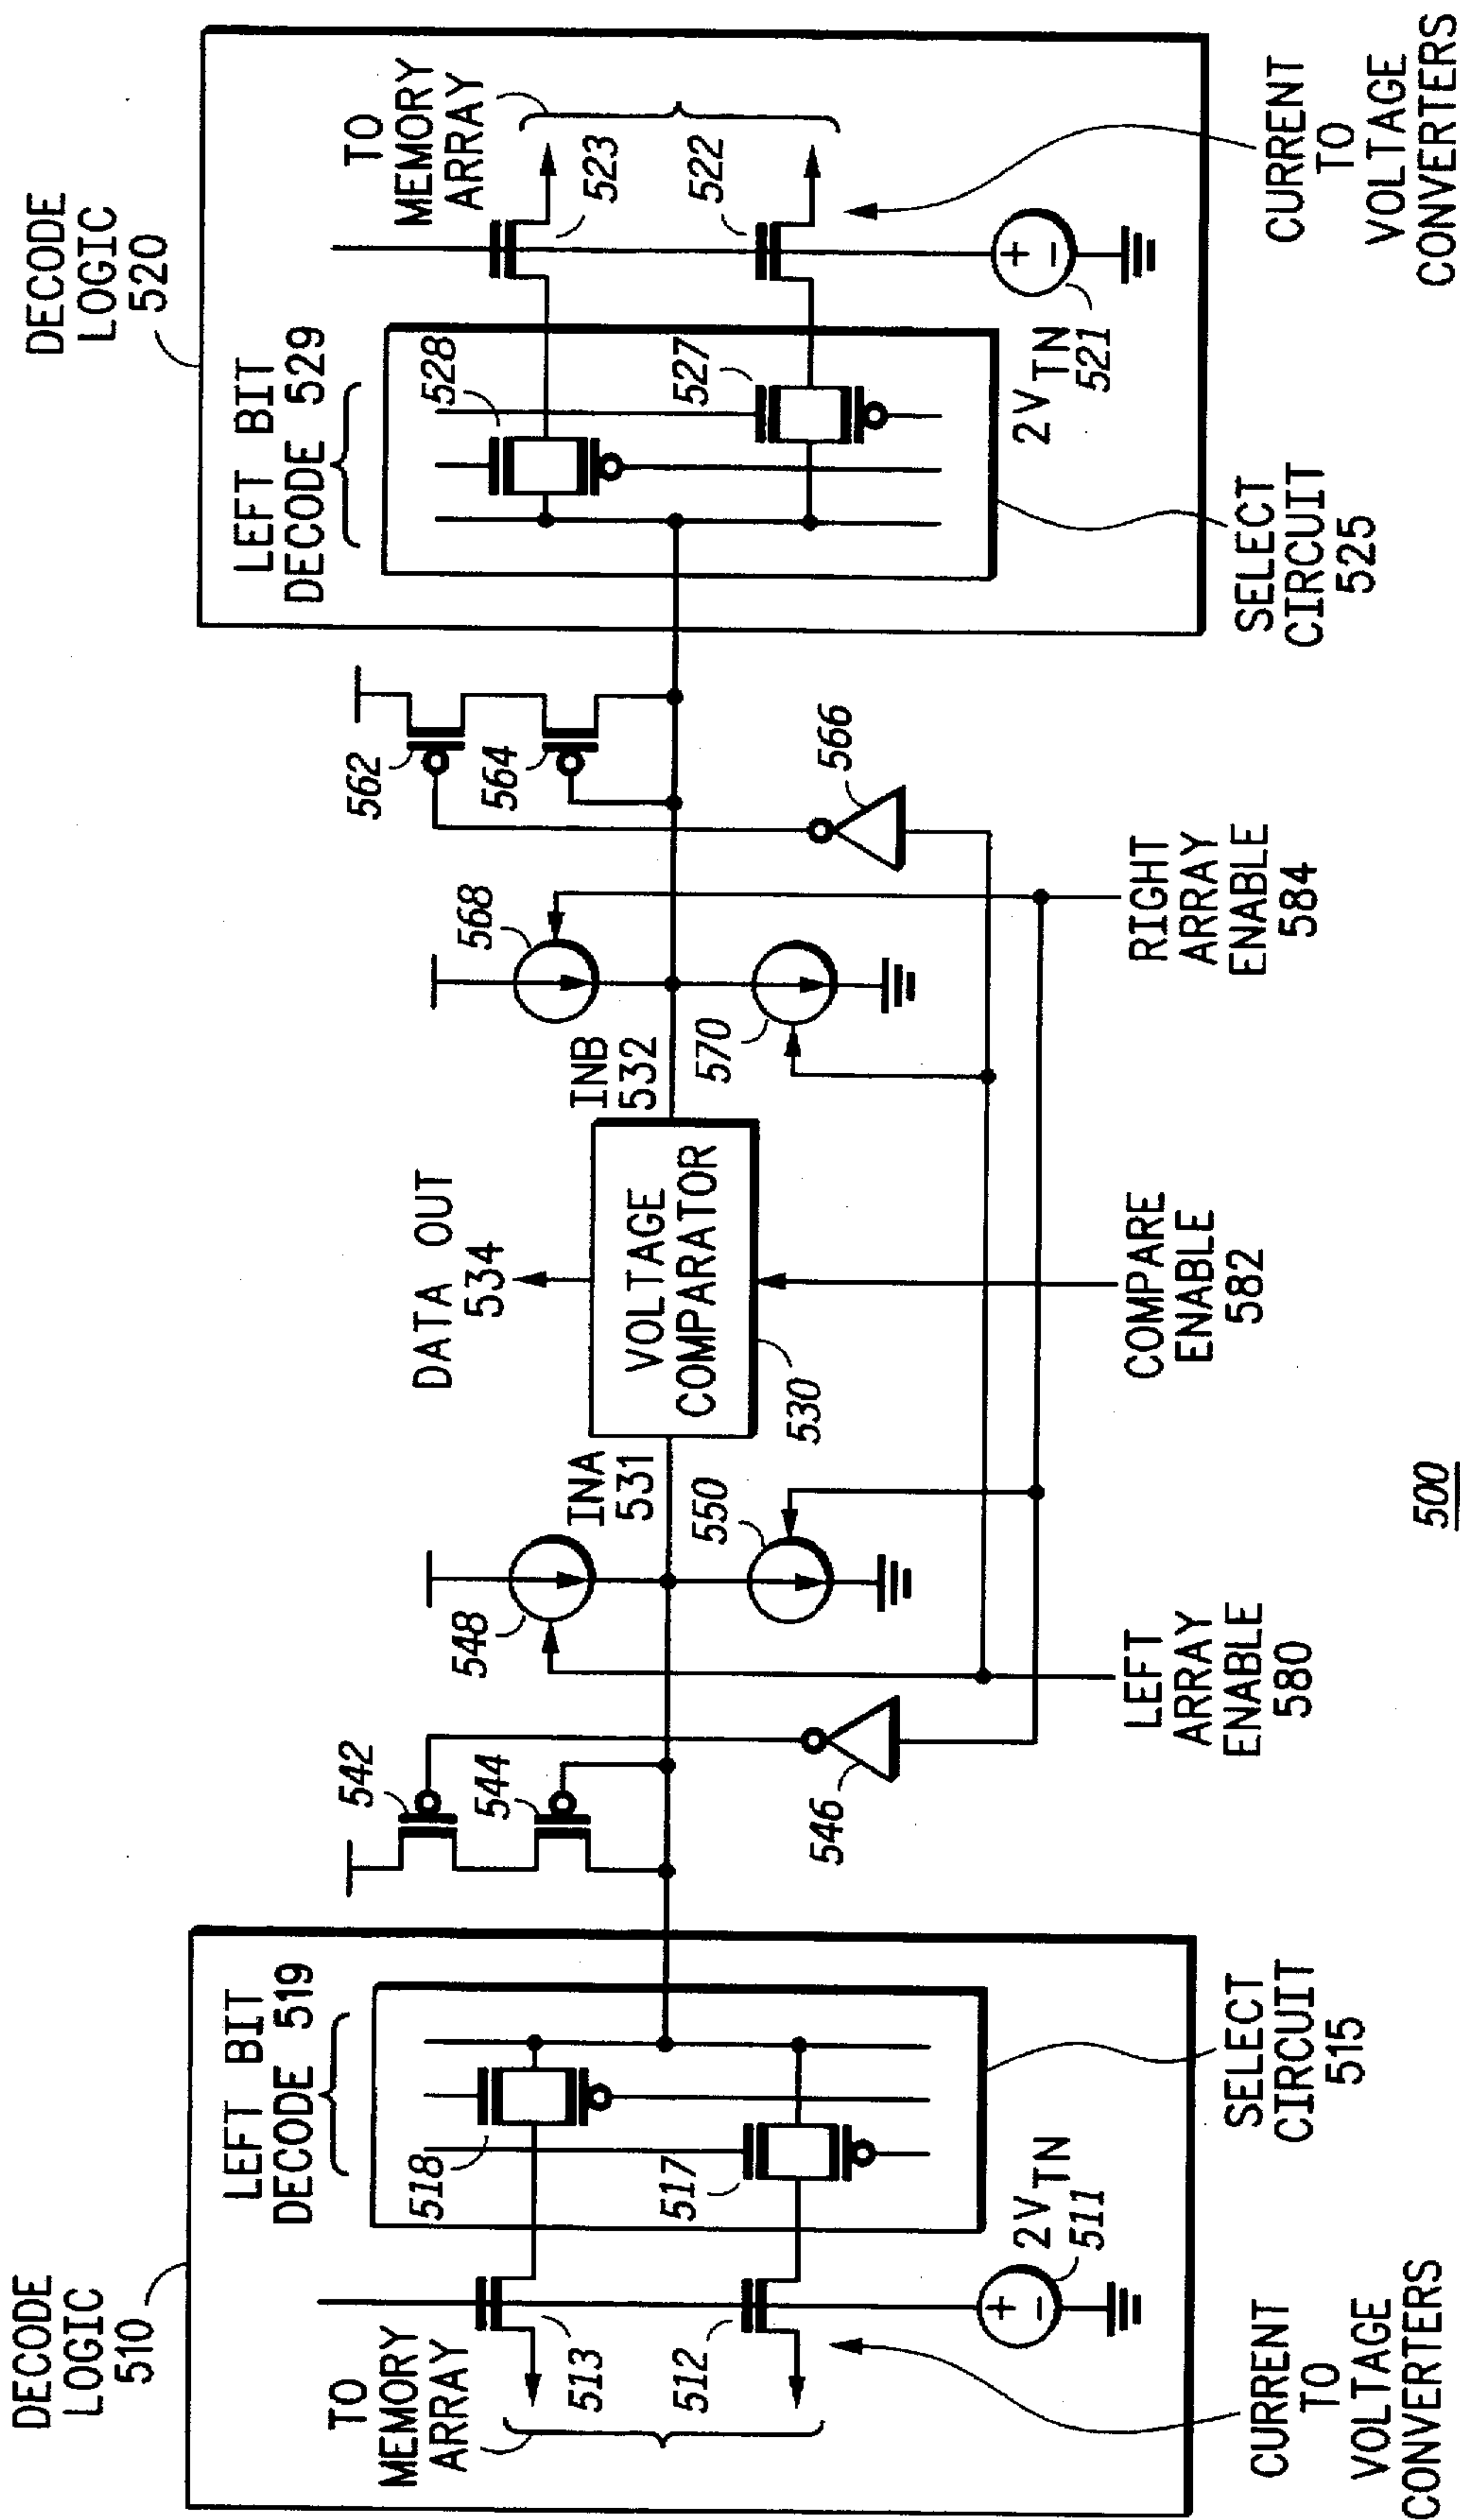 DECODE
LOGIC
510
LEFT BIT
DECODE 519
TO
MEMORY
ARRAY
513
512
518
517
2VTN
511
SELECT
CIRCUIT
515
CURRENT
TO
VOLTAGE
CONVERTERS
542
544
546
548
550
INA
531
LEFT
ARRAY
ENABLE
580
DATA OUT
534
VOLTAGE
COMPARATOR
530
COMPARE
ENABLE
582
INB
532
568
570
RIGHT
ARRAY
ENABLE
584
562
564
566
DECODE
LOGIC
520
LEFT BIT
DECODE 529
528
527
TO
MEMORY
ARRAY
523
522
2VTN
521
SELECT
CIRCUIT
525
CURRENT
TO
VOLTAGE
CONVERTERS
500